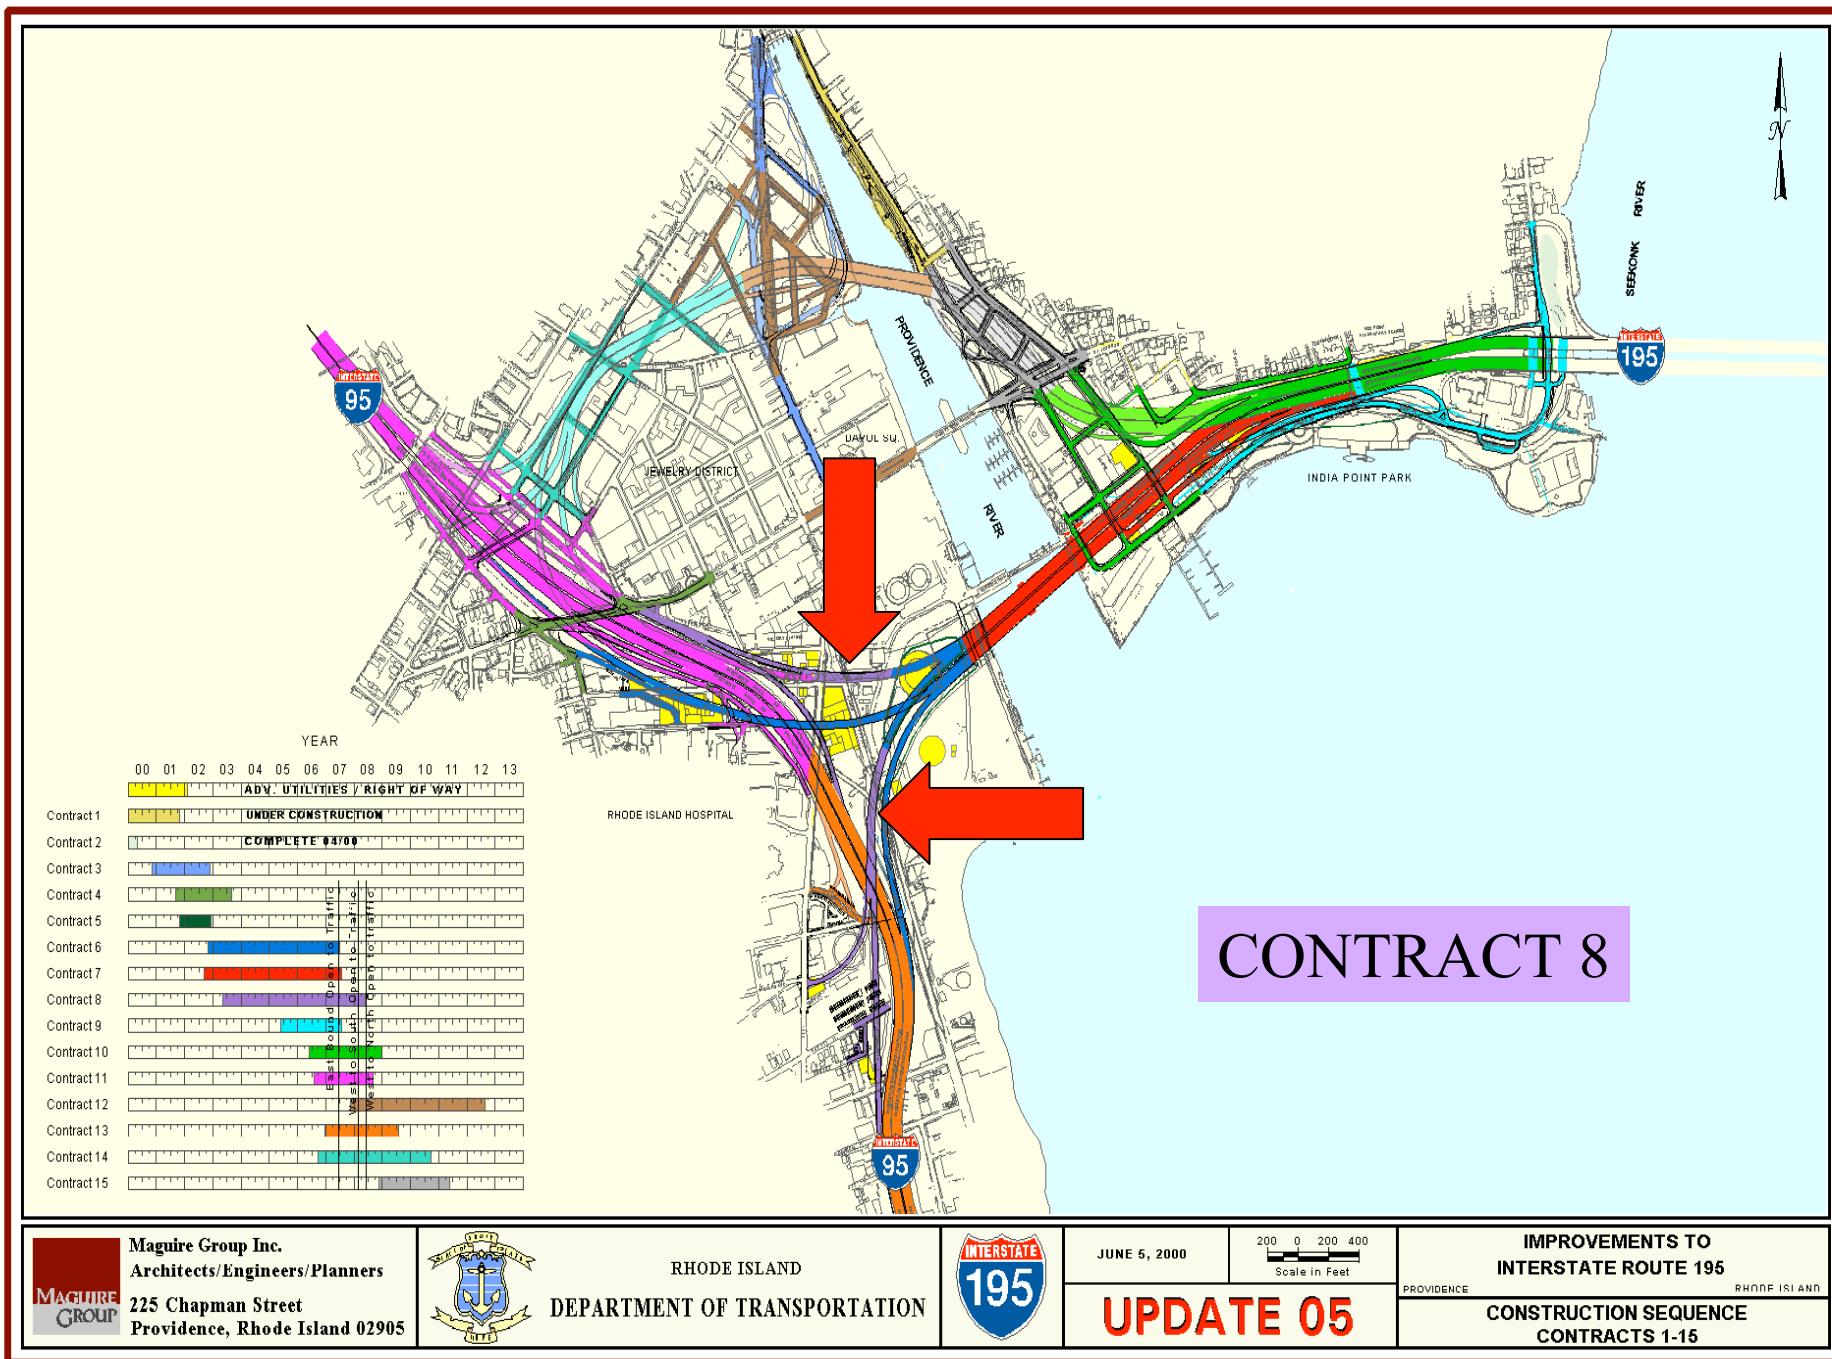 N
SEEKONK RIVER
PROVIDENCE
RIVER
INTERSTATE
195
INTERSTATE
95
DAVOL SQ.
JEWELRY DISTRICT
INDIA POINT PARK
RHODE ISLAND HOSPITAL
CONTRACT 8
INTERSTATE
95
YEAR
00 01 02 03 04 05 06 07 08 09 10 11 12 13
ADV. UTILITIES / RIGHT OF WAY
Contract 1 UNDER CONSTRUCTION
Contract 2 COMPLETE 04/00
Contract 3
Contract 4
Contract 5
Contract 6
Contract 7
Contract 8
Contract 9
Contract 10
Contract 11
Contract 12
Contract 13
Contract 14
Contract 15
East Bound Open to Traffic
West to South Open to Traffic
West to North Open to traffic
MAGUIRE
GROUP
Maguire Group Inc.
Architects/Engineers/Planners
225 Chapman Street
Providence, Rhode Island 02905
HOPE
RHODE ISLAND
DEPARTMENT OF TRANSPORTATION
INTERSTATE
195
JUNE 5, 2000
200 0 200 400
Scale in Feet
UPDATE 05
IMPROVEMENTS TO
INTERSTATE ROUTE 195
PROVIDENCE RHODE ISLAND
CONSTRUCTION SEQUENCE
CONTRACTS 1-15